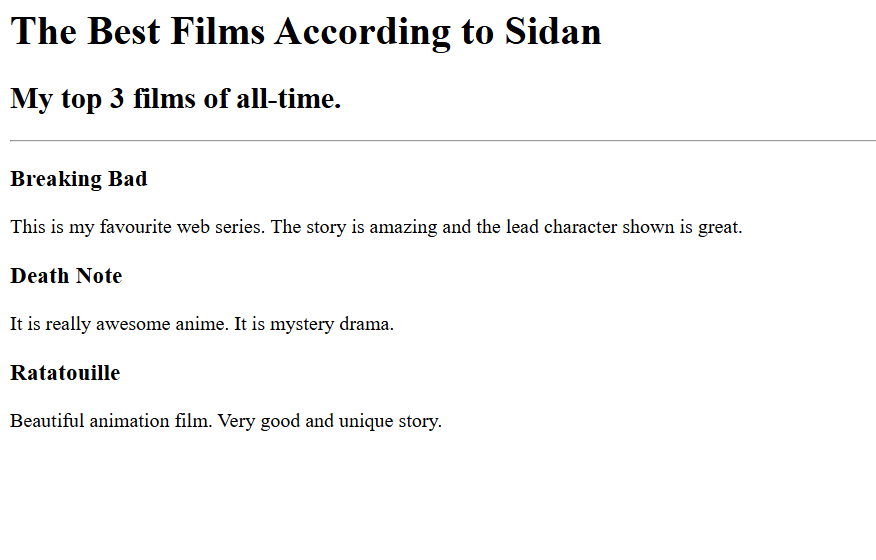 The Best Films According to Sidan
My top 3 films of all-time.
Breaking Bad
This is my favourite web series. The story is amazing and the lead character shown is great.
Death Note
It is really awesome anime. It is mystery drama.
Ratatouille
Beautiful animation film. Very good and unique story.